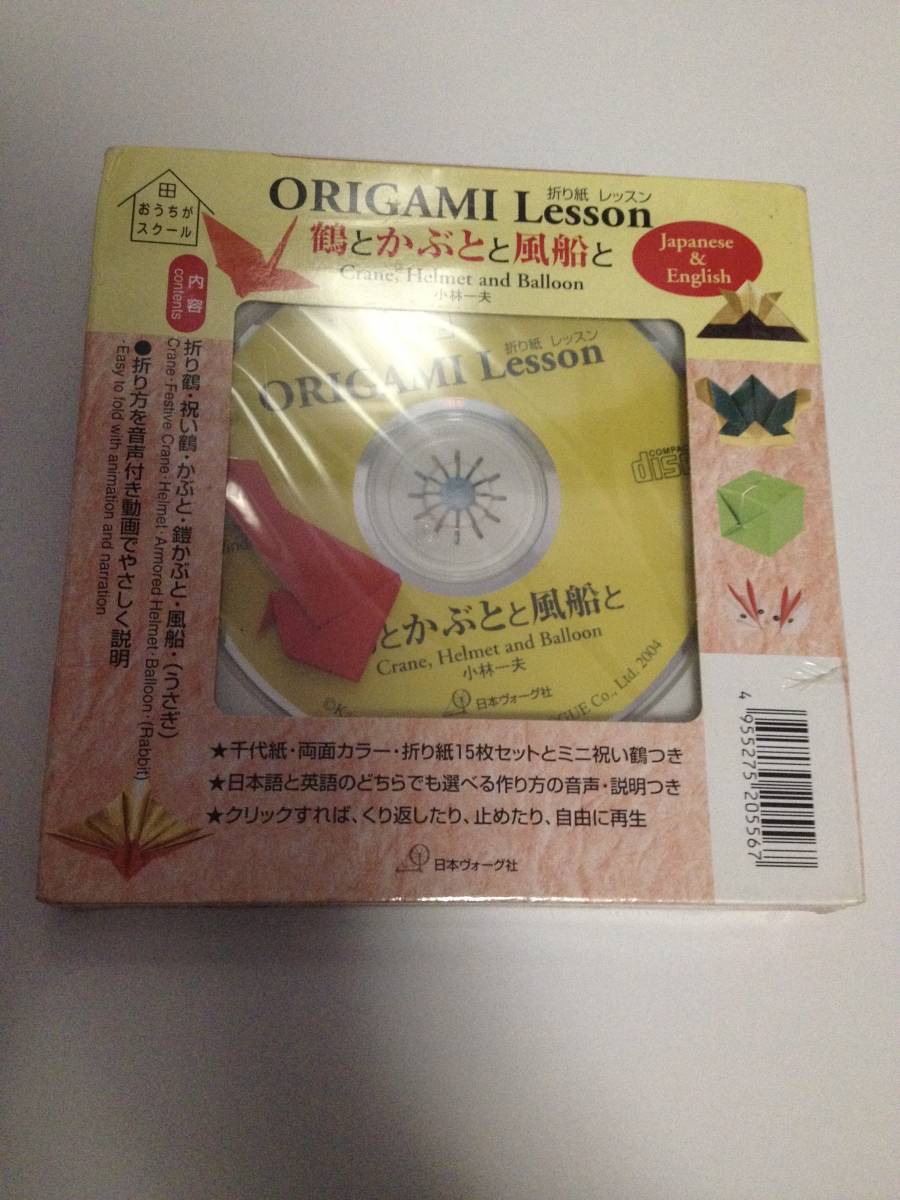 おうちが
スクール
ORIGAMI Lesson
折り紙 レッスン
鶴とかぶとと風船と
Crane, Helmet and Balloon
小林一夫
Japanese
&
English
内容
contents
折り鶴・祝い鶴・かぶと・鎧かぶと・風船・(うさぎ)
Crane・Festive Crane・Helmet・Armored Helmet・Balloon・(Rabbit)
●折り方を音声付き動画でやさしく説明
・Easy to fold with animation and narration
折り紙 レッスン
ORIGAMI Lesson
COMPACT
disc
とかぶとと風船と
Crane, Helmet and Balloon
小林一夫
日本ヴォーグ社
GUE Co., Ltd. 2004
★千代紙・両面カラー・折り紙15枚セットとミニ祝い鶴つき
★日本語と英語のどちらでも選べる作り方の音声・説明つき
★クリックすれば、くり返したり、止めたり、自由に再生
日本ヴォーグ社
4 955275 205567